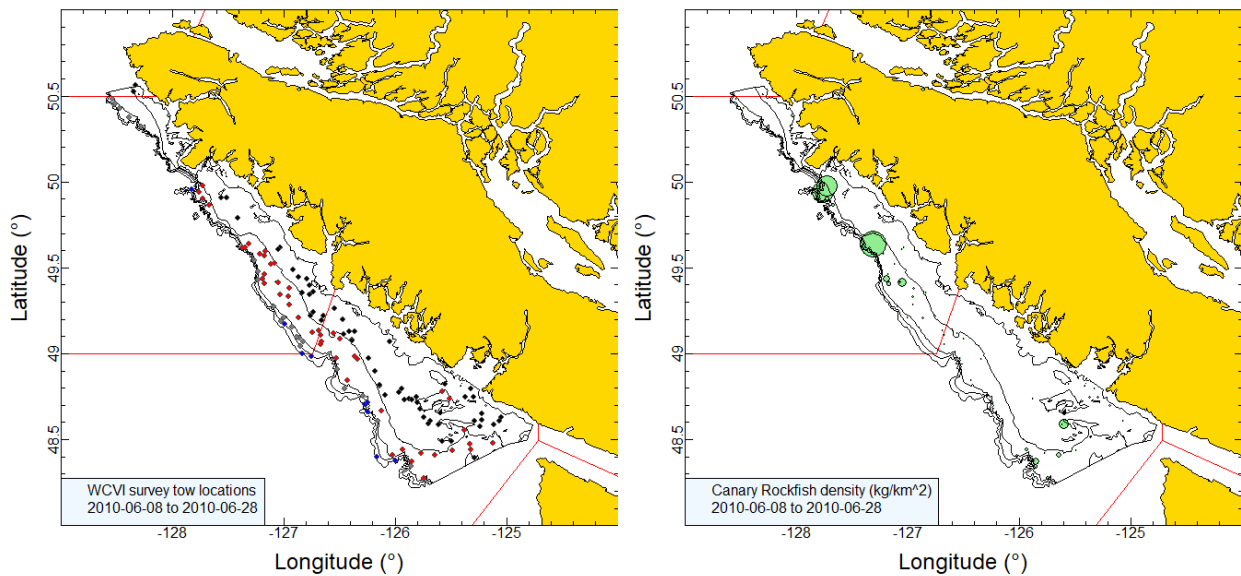 50.5
50
49.5
49
48.5
Latitude (°)
WCVI survey tow locations
2010-06-08 to 2010-06-28
-128
-127
-126
-125
Longitude (°)
50.5
50
49.5
49
48.5
Latitude (°)
Canary Rockfish density (kg/km^2)
2010-06-08 to 2010-06-28
-128
-127
-126
-125
Longitude (°)